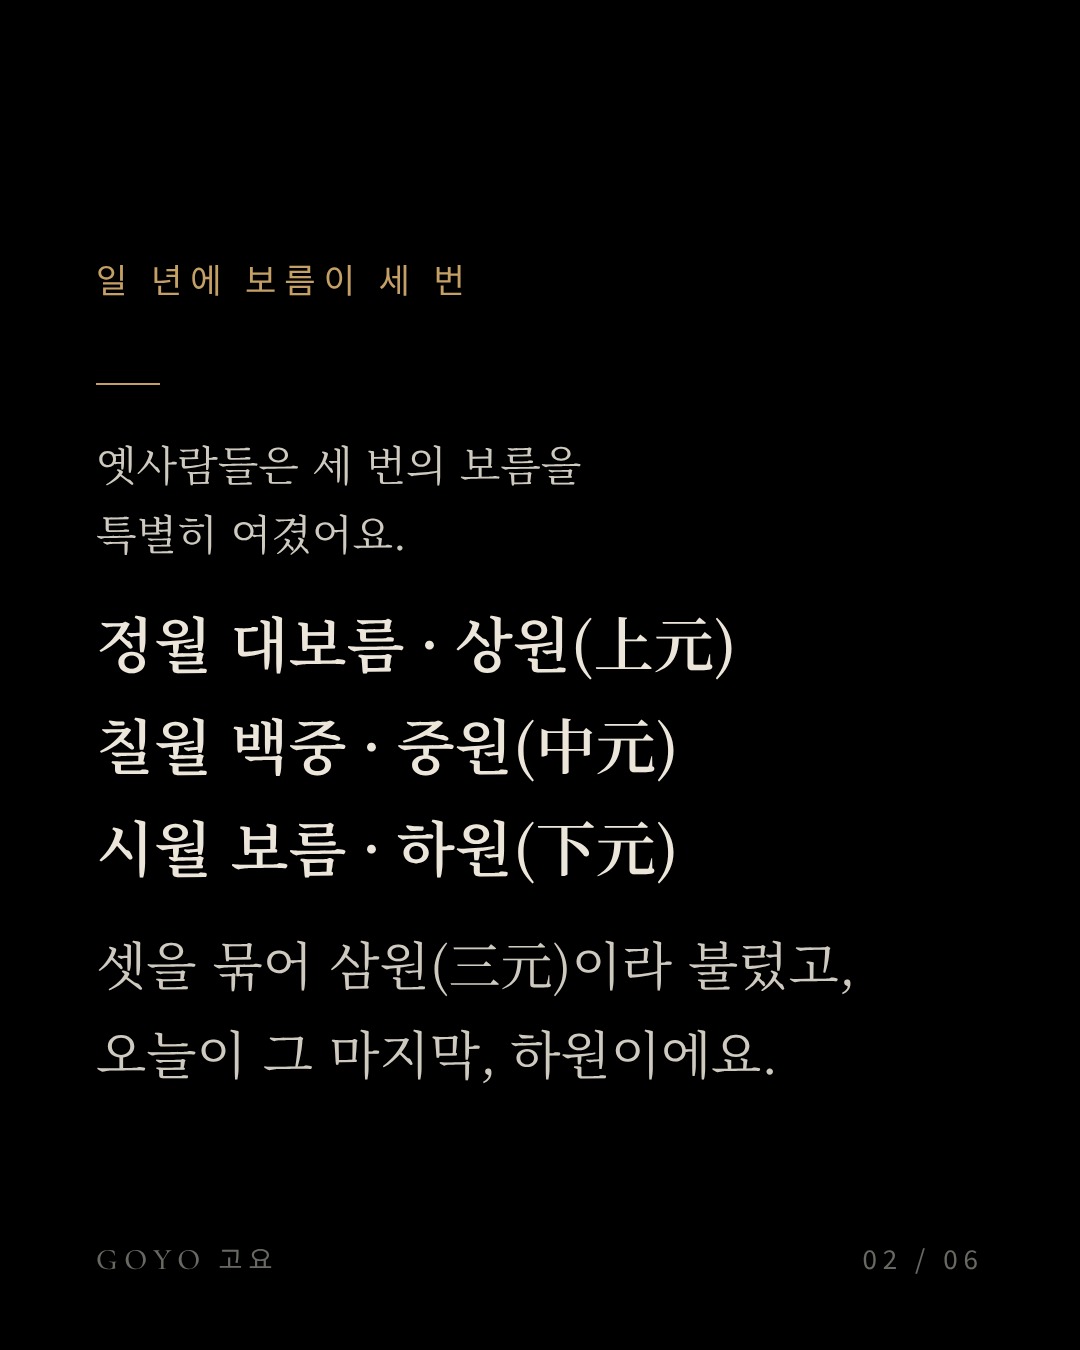 일 년에 보름이 세 번
옛사람들은 세 번의 보름을
특별히 여겼어요.
정월 대보름 · 상원(上元)
칠월 백중 · 중원(中元)
시월 보름 · 하원(下元)
셋을 묶어 삼원(三元)이라 불렀고,
오늘이 그 마지막, 하원이에요.
GOYO 고요
02 / 06